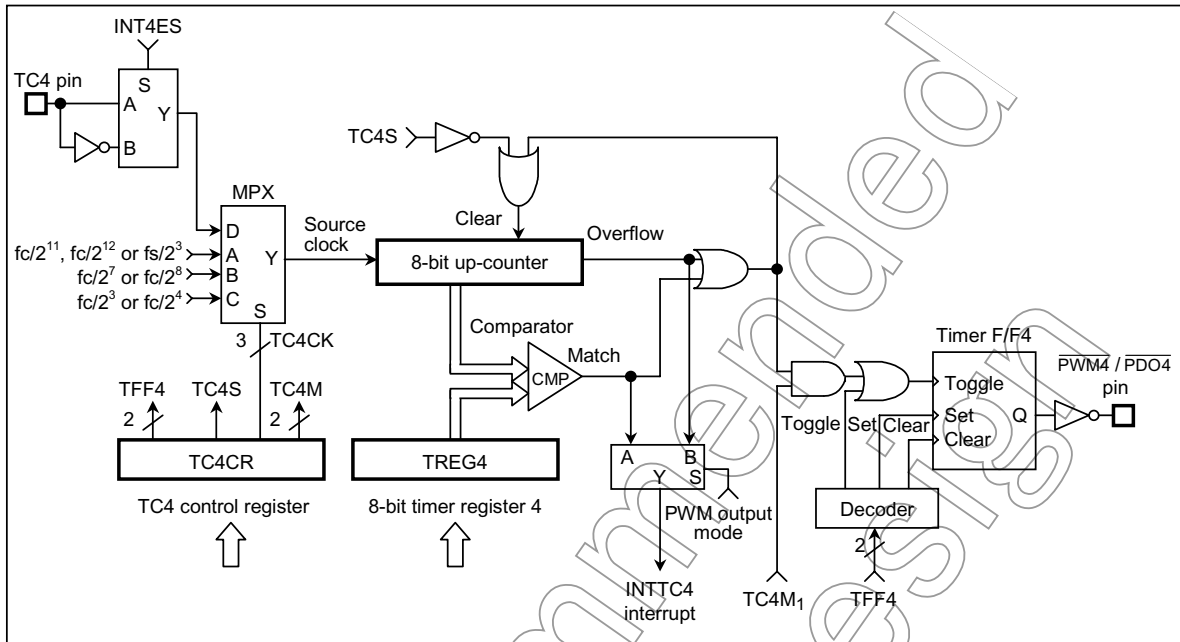 INT4ES
TC4 pin
S
A
Y
B
TC4S
MPX
D
A
Y
B
C
S
fc/2¹¹, fc/2¹² or fs/2³
fc/2⁷ or fc/2⁸
fc/2³ or fc/2⁴
Source
clock
Clear
8-bit up-counter
Overflow
3
TC4CK
Comparator
CMP
Match
TFF4
TC4S
TC4M
2
2
TC4CR
TC4 control register
TREG4
8-bit timer register 4
A
B
Y
S
PWM output
mode
INTTC4
interrupt
TC4M₁
Toggle
Set
Clear
Timer F/F4
Toggle
Set
Q
Clear
P̅W̅M̅4̅ / P̅D̅O̅4̅
pin
Decoder
2
TFF4